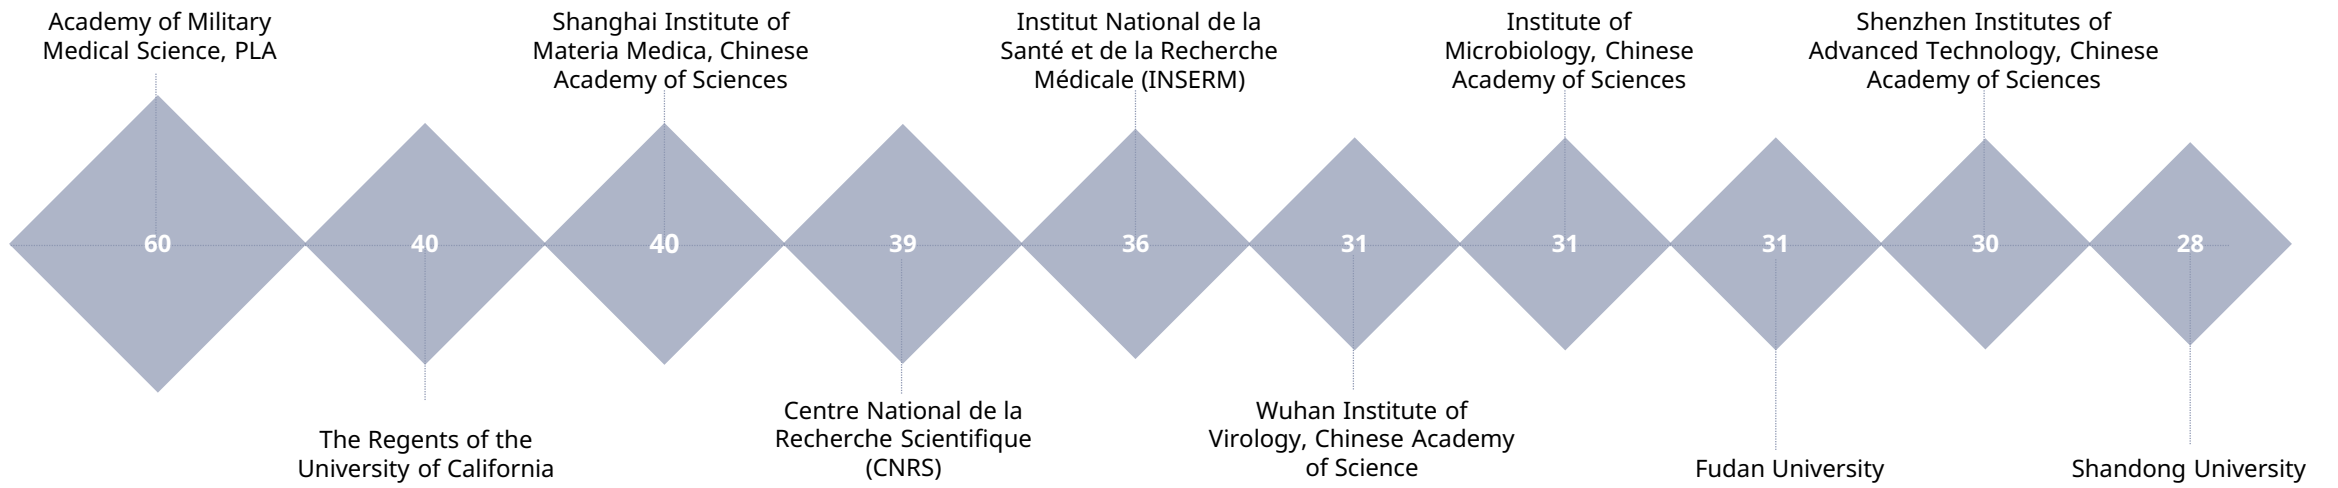 Academy of Military
Medical Science, PLA
Shanghai Institute of
Materia Medica, Chinese
Academy of Sciences
Institut National de la
Santé et de la Recherche
Médicale (INSERM)
Institute of
Microbiology, Chinese
Academy of Sciences
Shenzhen Institutes of
Advanced Technology, Chinese
Academy of Sciences
60
40
40
39
36
31
31
31
30
28
The Regents of the
University of California
Centre National de la
Recherche Scientifique
(CNRS)
Wuhan Institute of
Virology, Chinese Academy
of Science
Fudan University
Shandong University